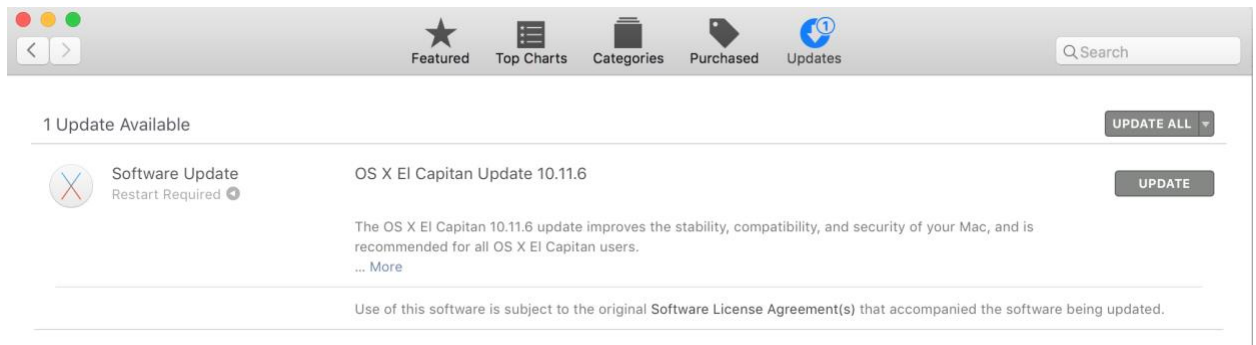 1
Featured Top Charts Categories Purchased Updates
Search
1 Update Available
UPDATE ALL
Software Update
Restart Required
OS X El Capitan Update 10.11.6
UPDATE
The OS X El Capitan 10.11.6 update improves the stability, compatibility, and security of your Mac, and is
recommended for all OS X El Capitan users.
... More
Use of this software is subject to the original Software License Agreement(s) that accompanied the software being updated.